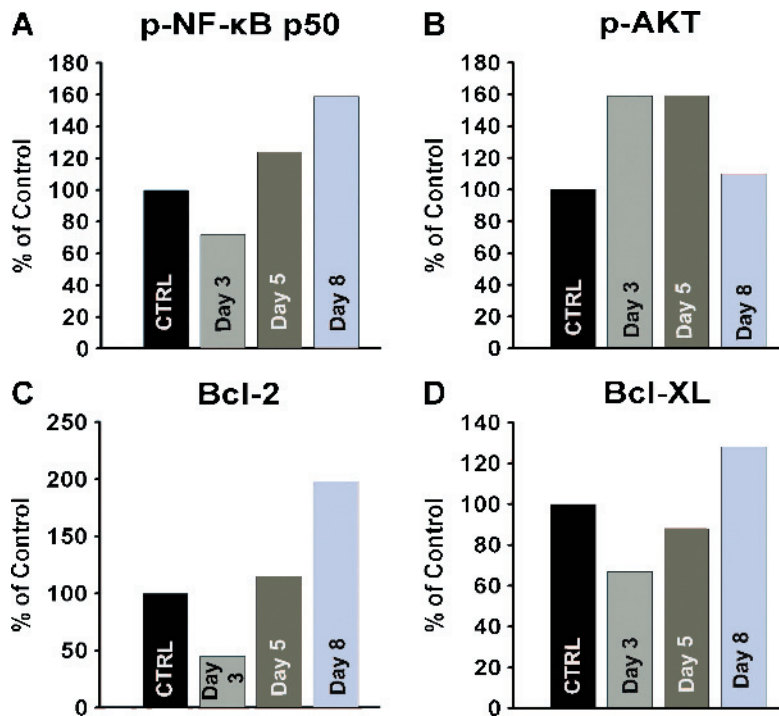 A p-NF-κB p50
% of Control
180
160
140
120
100
80
60
40
20
0
CTRL
Day 3
Day 5
Day 8
B p-AKT
% of Control
180
160
140
120
100
80
60
40
20
0
CTRL
Day 3
Day 5
Day 8
C Bcl-2
% of Control
250
200
150
100
50
0
CTRL
Day
3
Day 5
Day 8
D Bcl-XL
% of Control
140
120
100
80
60
40
20
0
CTRL
Day 3
Day 5
Day 8